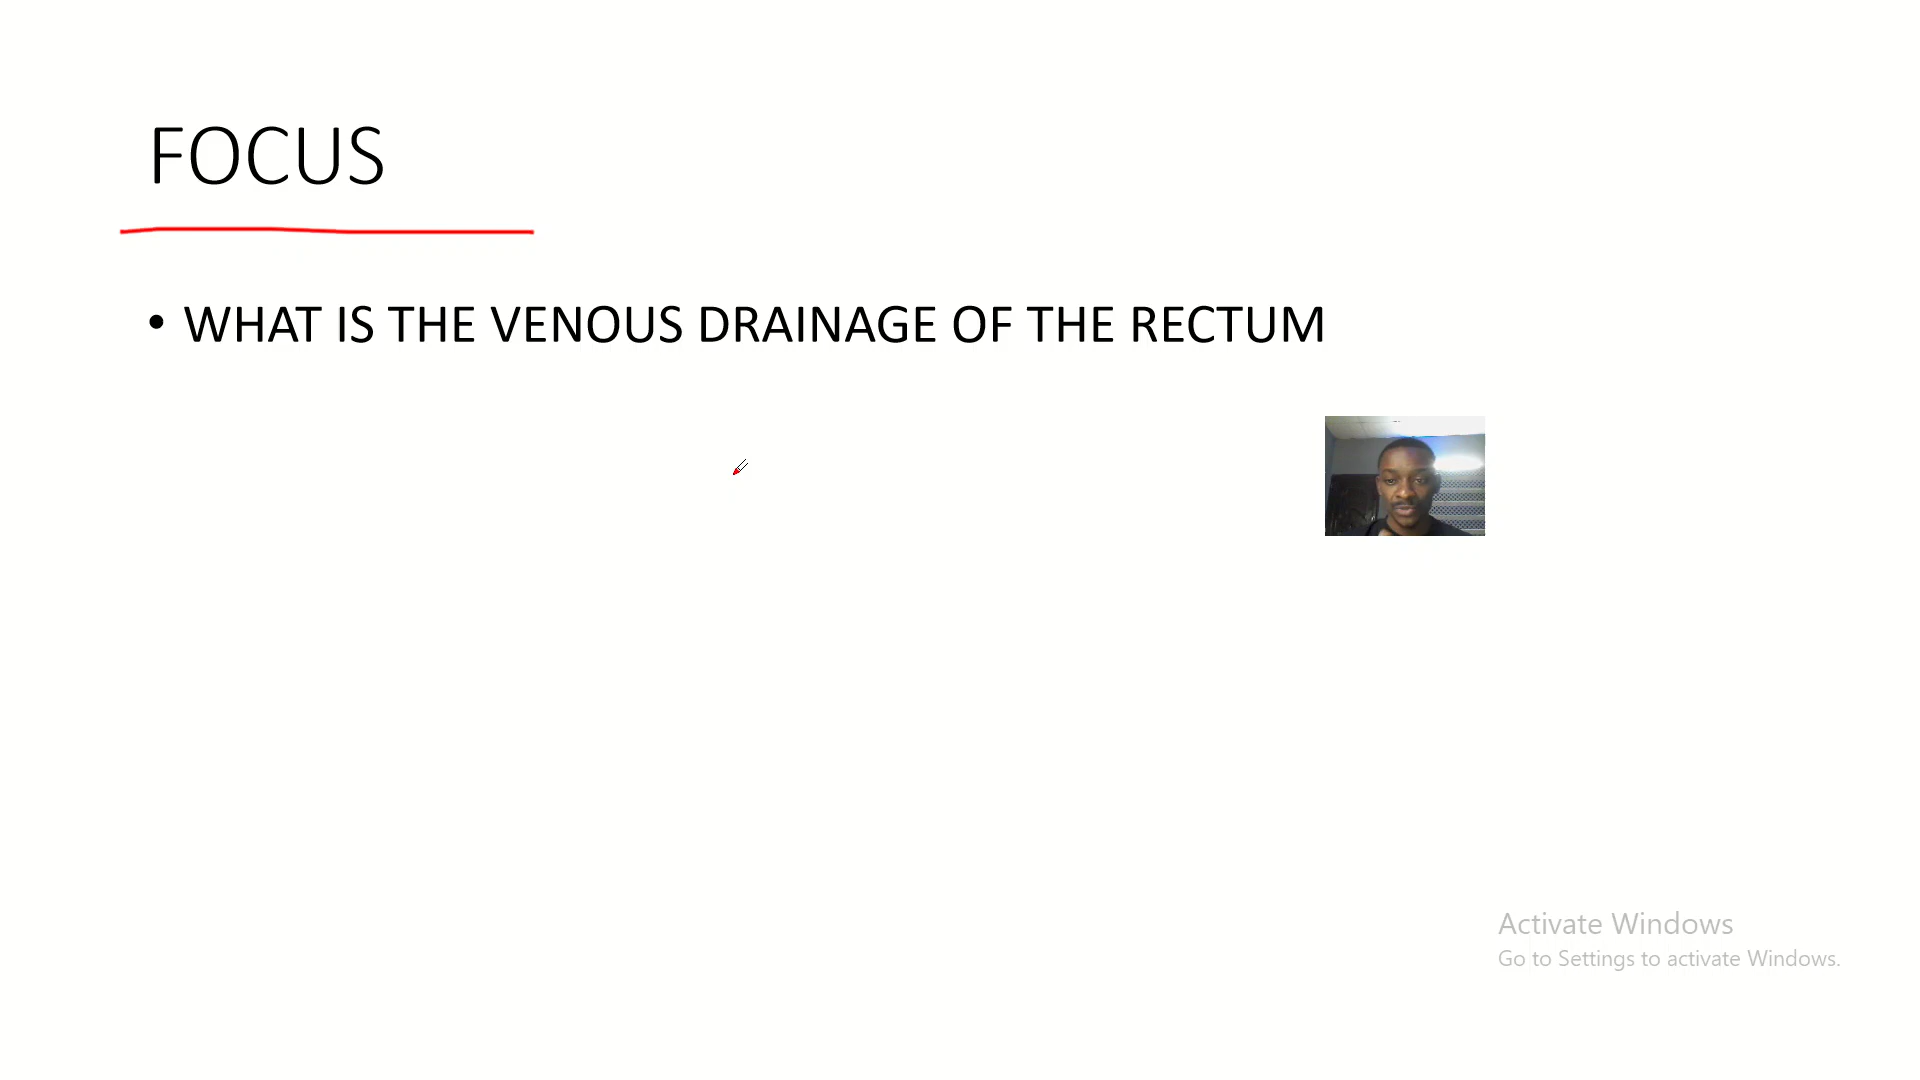 FOCUS
• WHAT IS THE VENOUS DRAINAGE OF THE RECTUM
Activate Windows
Go to Settings to activate Windows.